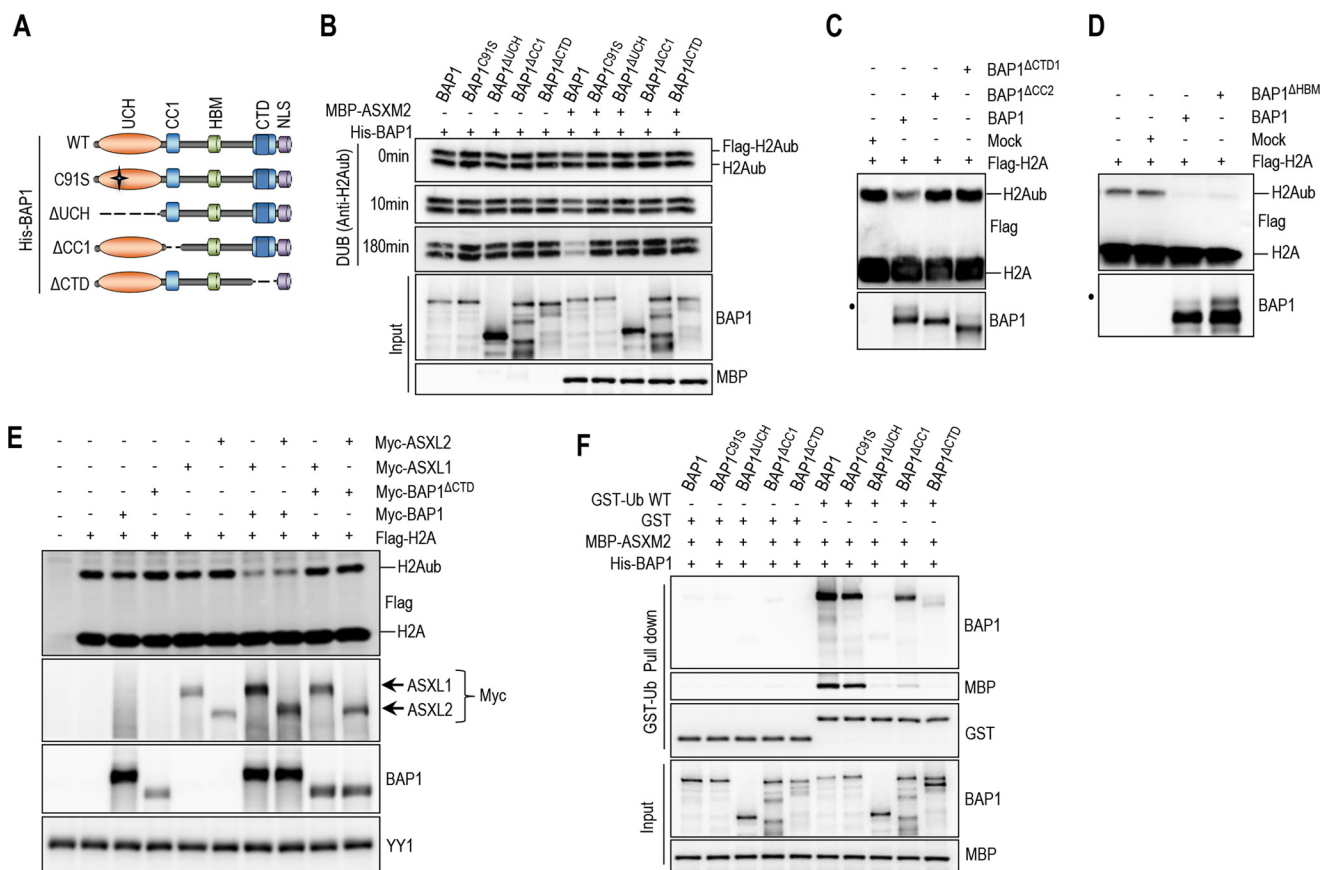 A
UCH
CC1
HBM
CTD
NLS
His-BAP1
WT
C91S
ΔUCH
ΔCC1
ΔCTD
B
BAP1
BAP1C91S
BAP1ΔUCH
BAP1ΔCC1
BAP1ΔCTD
BAP1
BAP1C91S
BAP1ΔUCH
BAP1ΔCC1
BAP1ΔCTD
MBP-ASXM2 - - - - - + + + + +
His-BAP1 + + + + + + + + + +
DUB (Anti-H2Aub)
0min
Flag-H2Aub
H2Aub
10min
180min
Input
BAP1
MBP
C
- - - + BAP1ΔCTD1
- - + - BAP1ΔCC2
- + - - BAP1
+ - - - Mock
+ + + + Flag-H2A
H2Aub
Flag
H2A
BAP1
D
- - - + BAP1ΔHBM
- - + - BAP1
- + - - Mock
+ + + + Flag-H2A
H2Aub
Flag
H2A
BAP1
E
- - - - - + - + - + Myc-ASXL2
- - - - + - + - + - Myc-ASXL1
- - - + - - - - + + Myc-BAP1ΔCTD
- - + - - - + + - - Myc-BAP1
- + + + + + + + + + Flag-H2A
H2Aub
Flag
H2A
ASXL1
Myc
ASXL2
BAP1
YY1
F
BAP1
BAP1C91S
BAP1ΔUCH
BAP1ΔCC1
BAP1ΔCTD
BAP1
BAP1C91S
BAP1ΔUCH
BAP1ΔCC1
BAP1ΔCTD
GST-Ub WT - - - - - + + + + +
GST + + + + + - - - - -
MBP-ASXM2 + + + + + + + + + +
His-BAP1 + + + + + + + + + +
GST-Ub Pull down
BAP1
MBP
GST
Input
BAP1
MBP